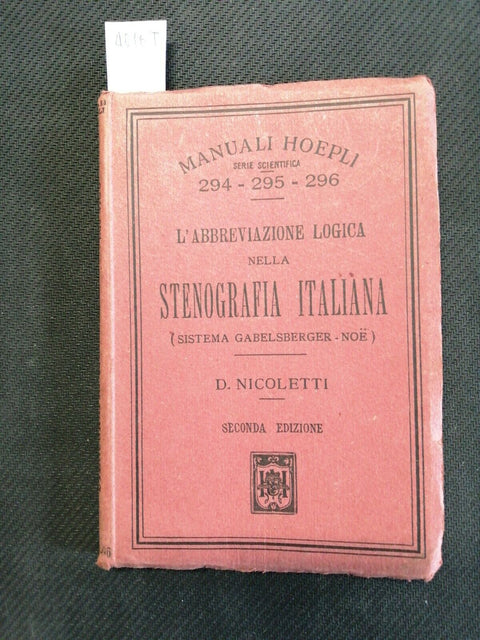 MANUALI HOEPLI
SERIE SCIENTIFICA
294 - 295 - 296
L'ABBREVIAZIONE LOGICA
NELLA
STENOGRAFIA ITALIANA
(SISTEMA GABELSBERGER - NOË)
D. NICOLETTI
SECONDA EDIZIONE